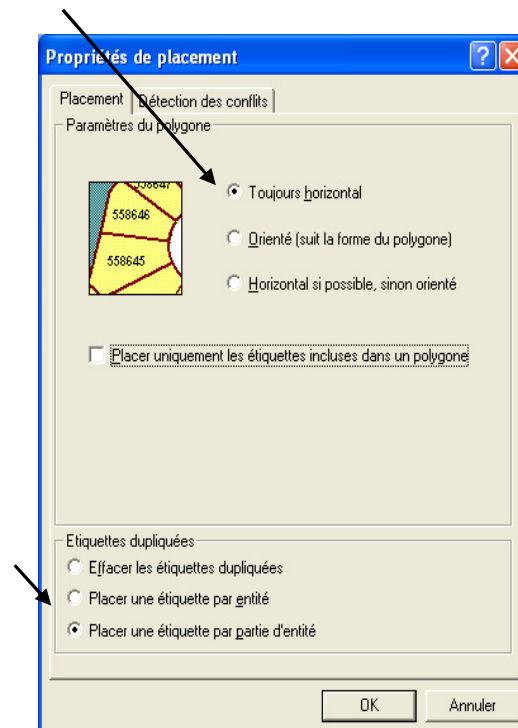 Propriétés de placement
Placement
Détection des conflits
Paramètres du polygone
558647
558646
558645
Toujours horizontal
Orienté (suit la forme du polygone)
Horizontal si possible, sinon orienté
Placer uniquement les étiquettes incluses dans un polygone
Etiquettes dupliquées
Effacer les étiquettes dupliquées
Placer une étiquette par entité
Placer une étiquette par partie d'entité
OK
Annuler